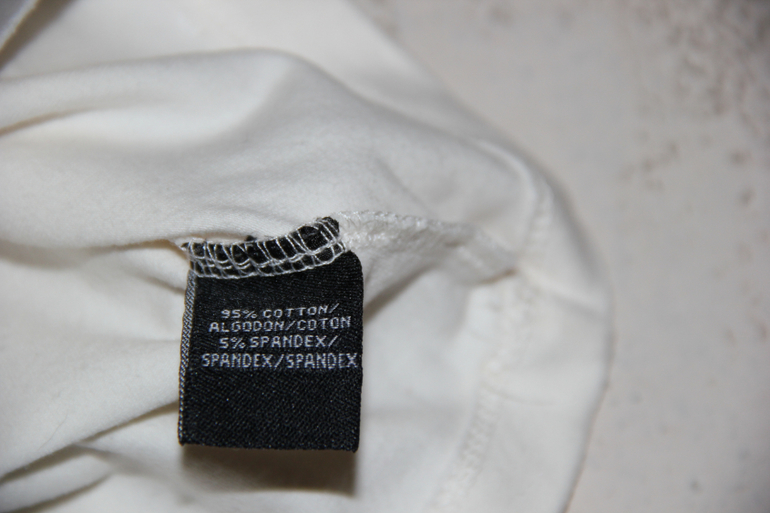 95% COTTON/
ALGODON/COTON
5% SPANDEX/
SPANDEX/SPANDEX